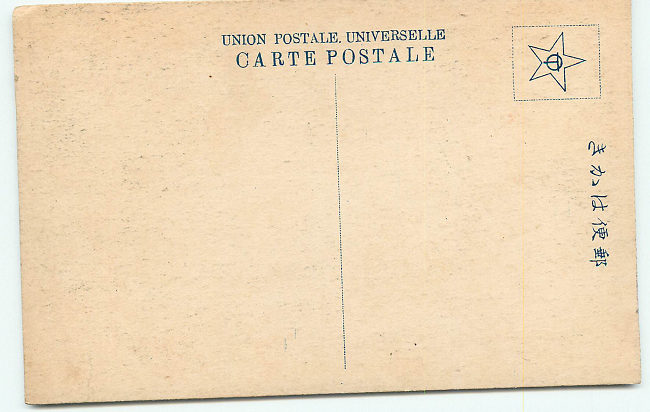 UNION POSTALE. UNIVERSELLE
CARTE POSTALE
郵便はがき